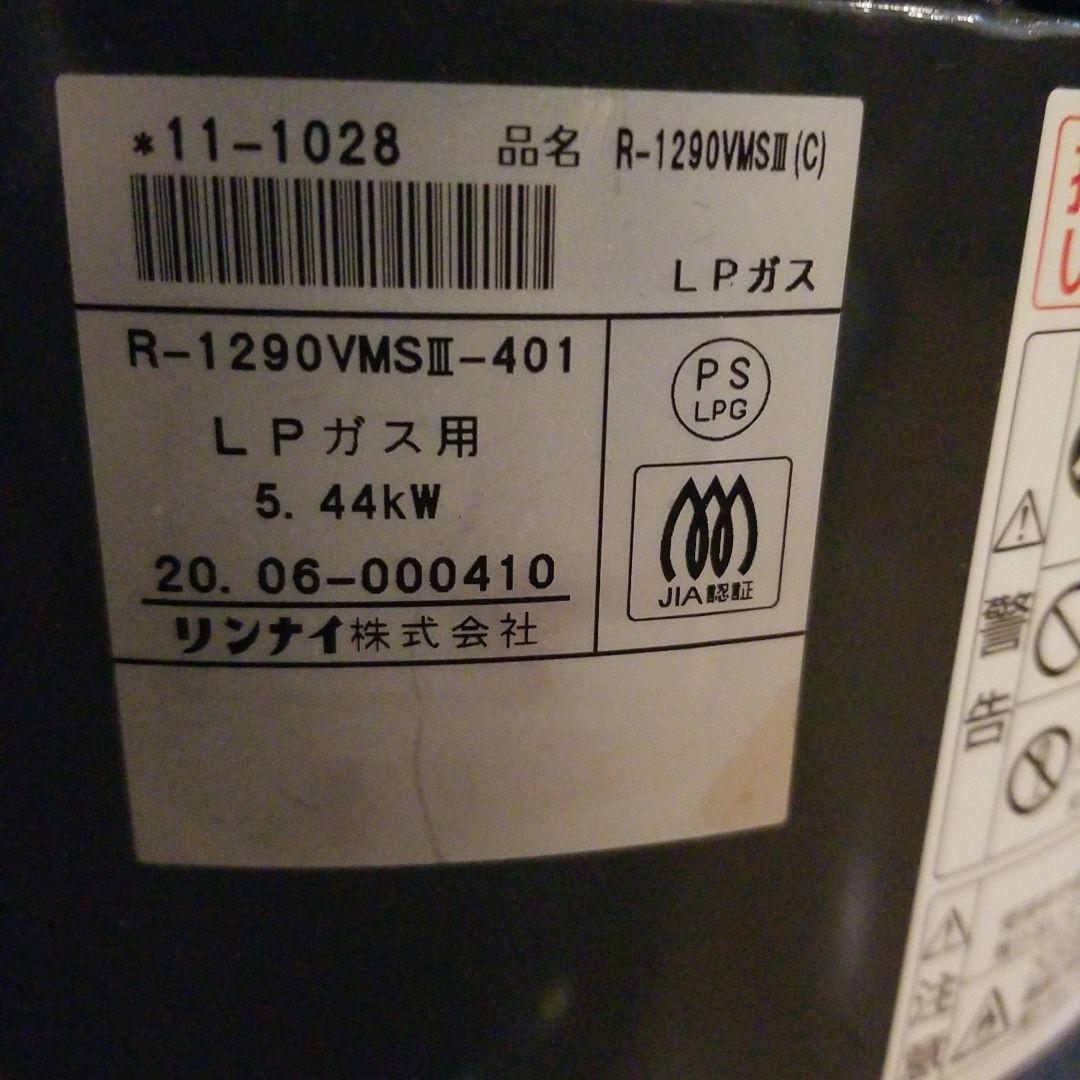 *11-1028 品名 R-1290VMSⅢ(C)
LPガス
R-1290VMSⅢ-401
LPガス用
5.44kW
20.06-000410
リンナイ株式会社
PS
LPG
JIA認証
い
警告
注